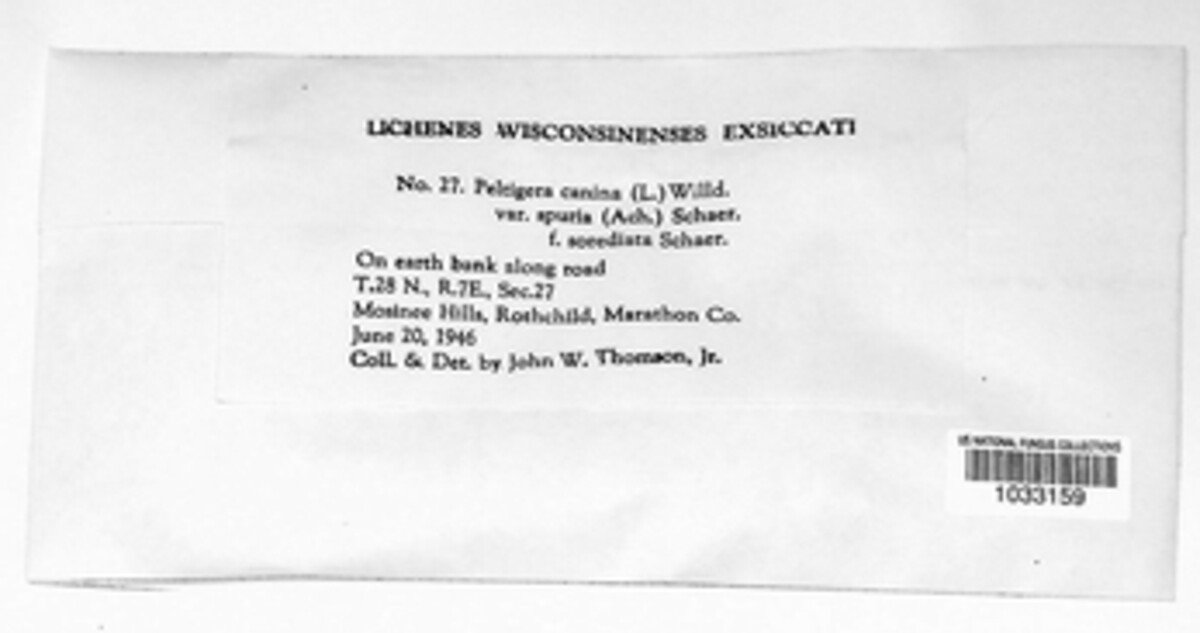 LICHENES WISCONSINENSES EXSICCATI
No. 27. Peltigera canina (L.) Willd.
var. spuria (Ach.) Schaer.
f. sorediata Schaer.
On earth bank along road
T.28 N., R.7E., Sec.27
Mosinee Hills, Rothchild, Marathon Co.
June 20, 1946
Coll. & Det. by John W. Thomson, Jr.
US NATIONAL FUNGUS COLLECTIONS
1033159